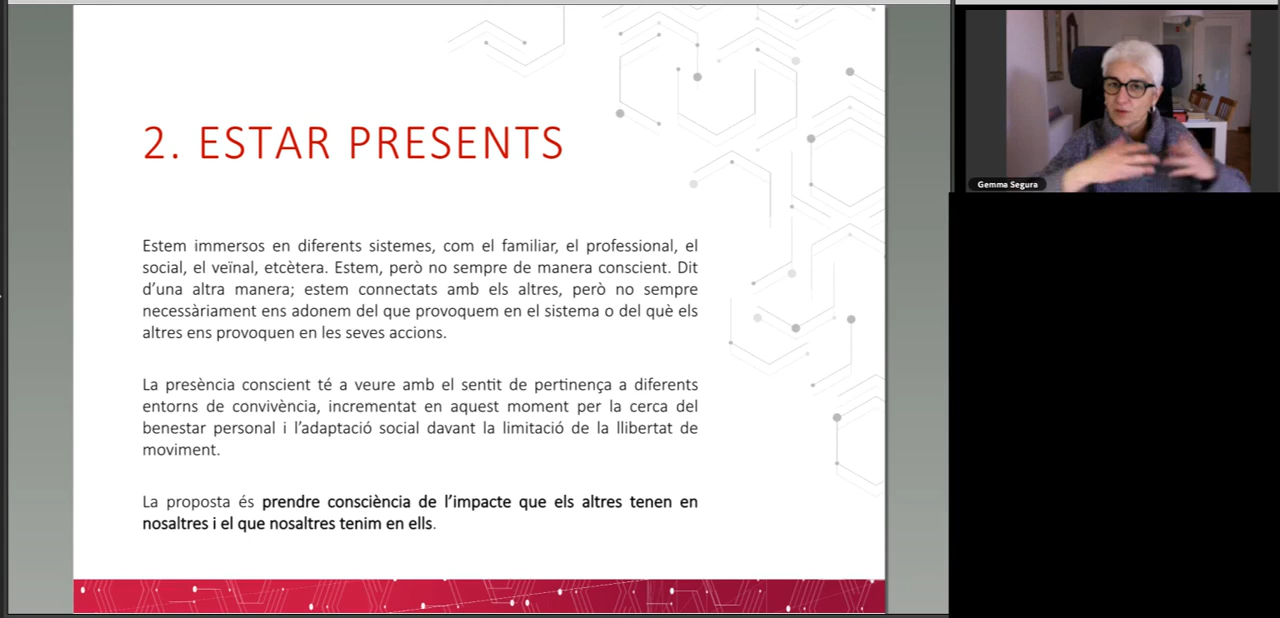 2. ESTAR PRESENTS
Estem immersos en diferents sistemes, com el familiar, el professional, el
social, el veïnal, etcètera. Estem, però no sempre de manera conscient. Dit
d’una altra manera; estem connectats amb els altres, però no sempre
necessàriament ens adonem del que provoquem en el sistema o del què els
altres ens provoquen en les seves accions.
La presència conscient té a veure amb el sentit de pertinença a diferents
entorns de convivència, incrementat en aquest moment per la cerca del
benestar personal i l’adaptació social davant la limitació de la llibertat de
moviment.
La proposta és prendre consciència de l’impacte que els altres tenen en
nosaltres i el que nosaltres tenim en ells.
Gemma Segura